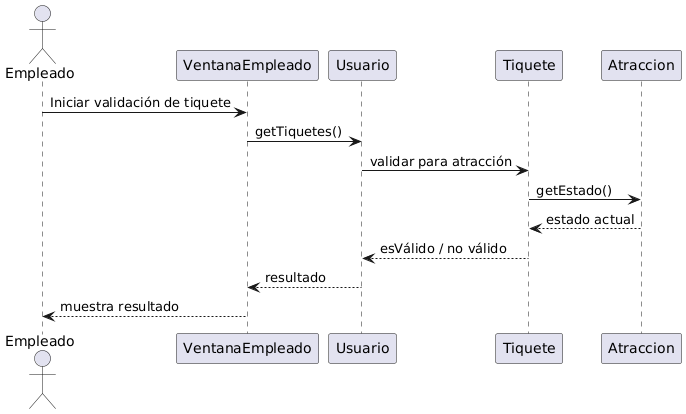 Empleado
VentanaEmpleado
Usuario
Tiquete
Atraccion
Iniciar validación de tiquete
getTiquetes()
validar para atracción
getEstado()
estado actual
esVálido / no válido
resultado
muestra resultado
Empleado
VentanaEmpleado
Usuario
Tiquete
Atraccion